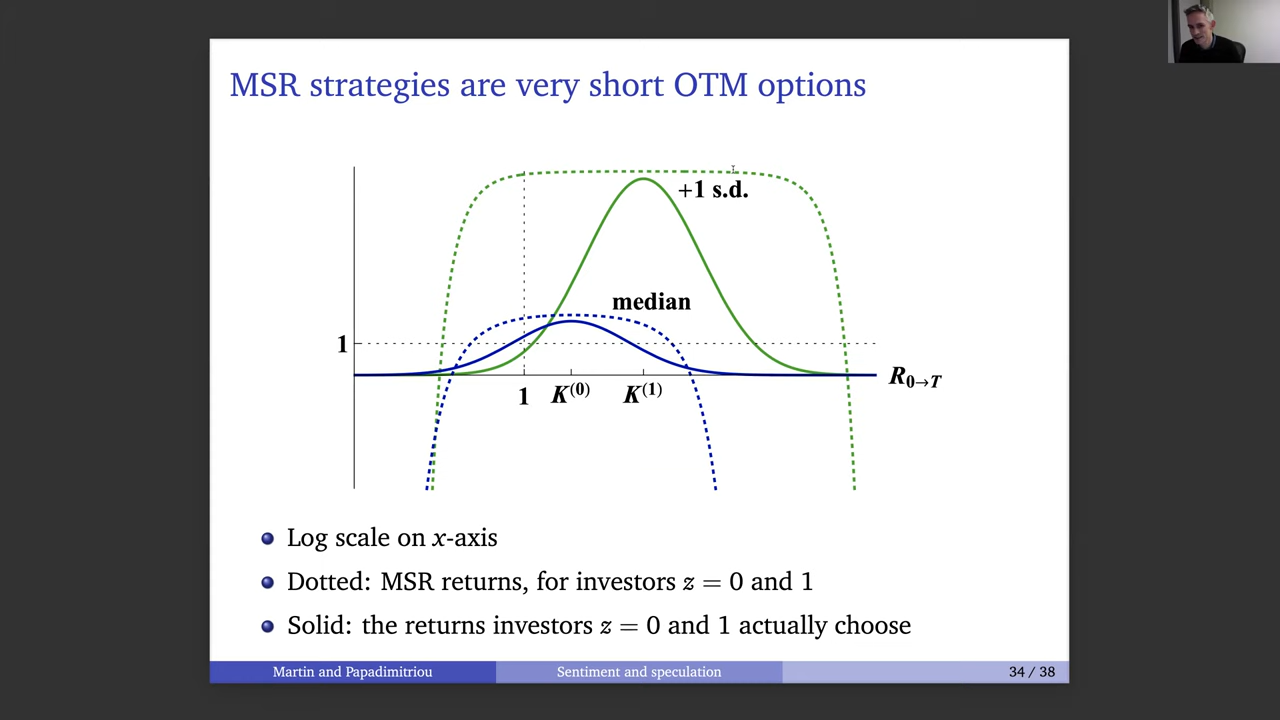 MSR strategies are very short OTM options
+1 s.d.
median
1
R₀→T
1 K⁽⁰⁾ K⁽¹⁾
Log scale on x-axis
Dotted: MSR returns, for investors z = 0 and 1
Solid: the returns investors z = 0 and 1 actually choose
Martin and Papadimitriou Sentiment and speculation 34 / 38